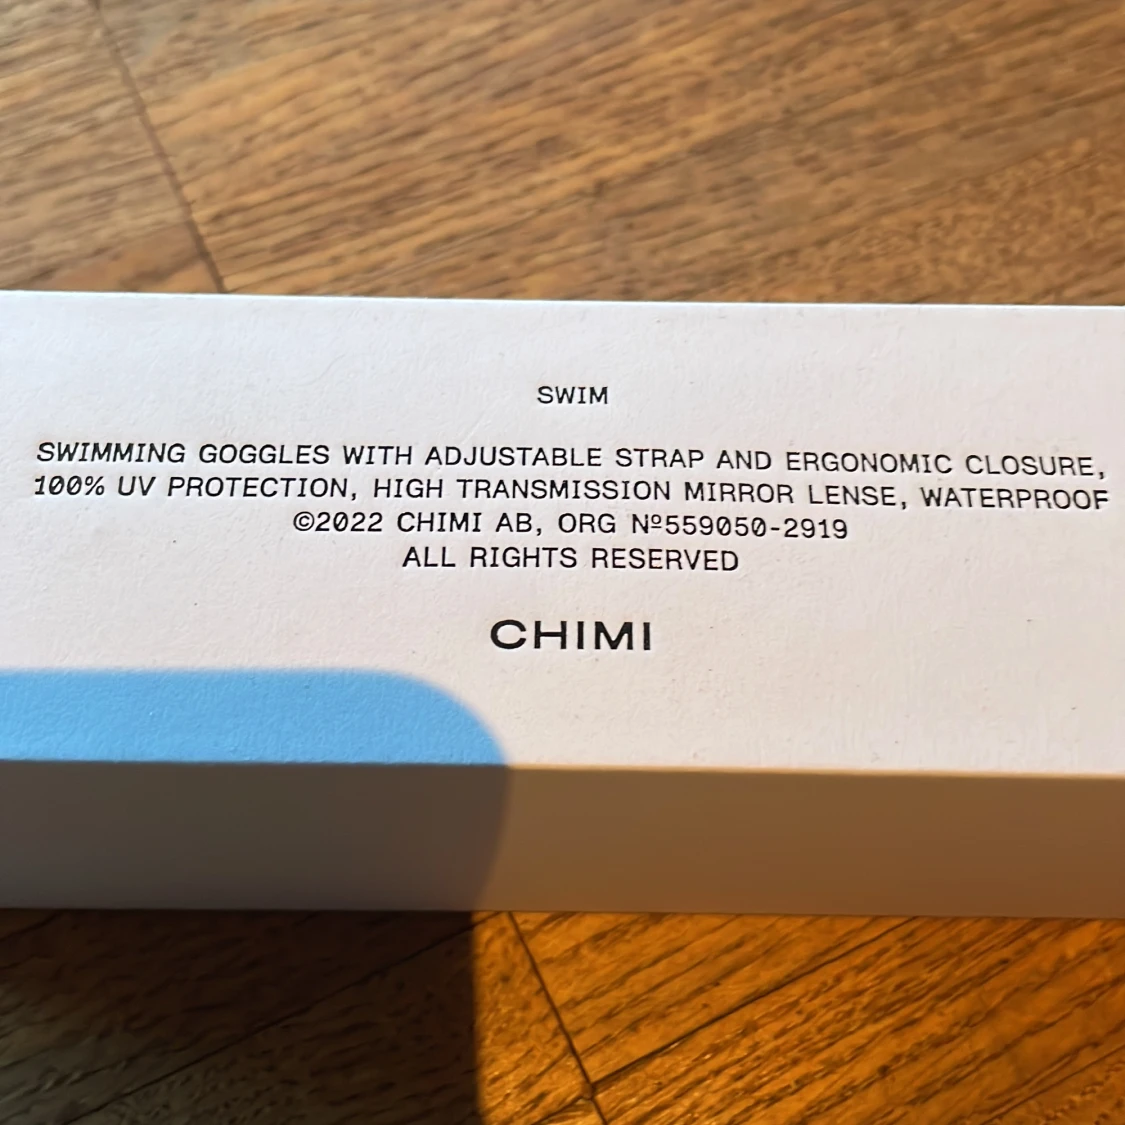 SWIM
SWIMMING GOGGLES WITH ADJUSTABLE STRAP AND ERGONOMIC CLOSURE,
100% UV PROTECTION, HIGH TRANSMISSION MIRROR LENSE, WATERPROOF
©2022 CHIMI AB, ORG Nº559050-2919
ALL RIGHTS RESERVED
CHIMI